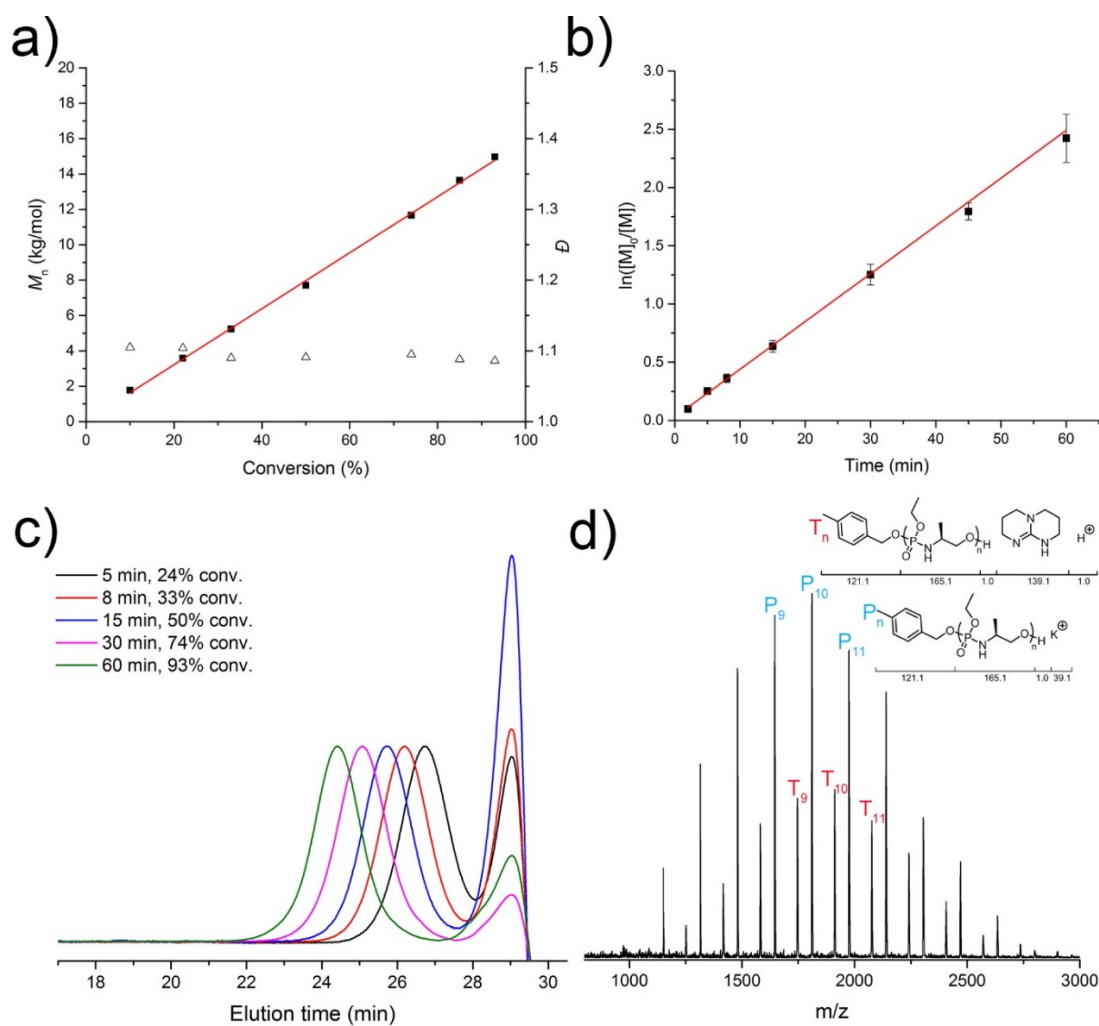 a)
20
18
16
14
12
10
8
6
4
2
0
Mn (kg/mol)
1.5
1.4
1.3
1.2
1.1
1.0
Đ
0 20 40 60 80 100
Conversion (%)
b)
3.0
2.5
2.0
1.5
1.0
0.5
0.0
ln([M]0/[M])
0 10 20 30 40 50 60
Time (min)
c)
5 min, 24% conv.
8 min, 33% conv.
15 min, 50% conv.
30 min, 74% conv.
60 min, 93% conv.
18 20 22 24 26 28 30
Elution time (min)
d)
Tn
O P O O N H O n H
N N N H
H⊕
121.1 165.1 1.0 139.1 1.0
P9
P10
P11
Pn
O P O O N H O n H K⊕
121.1 165.1 1.0 39.1
T9
T10
T11
1000 1500 2000 2500 3000
m/z